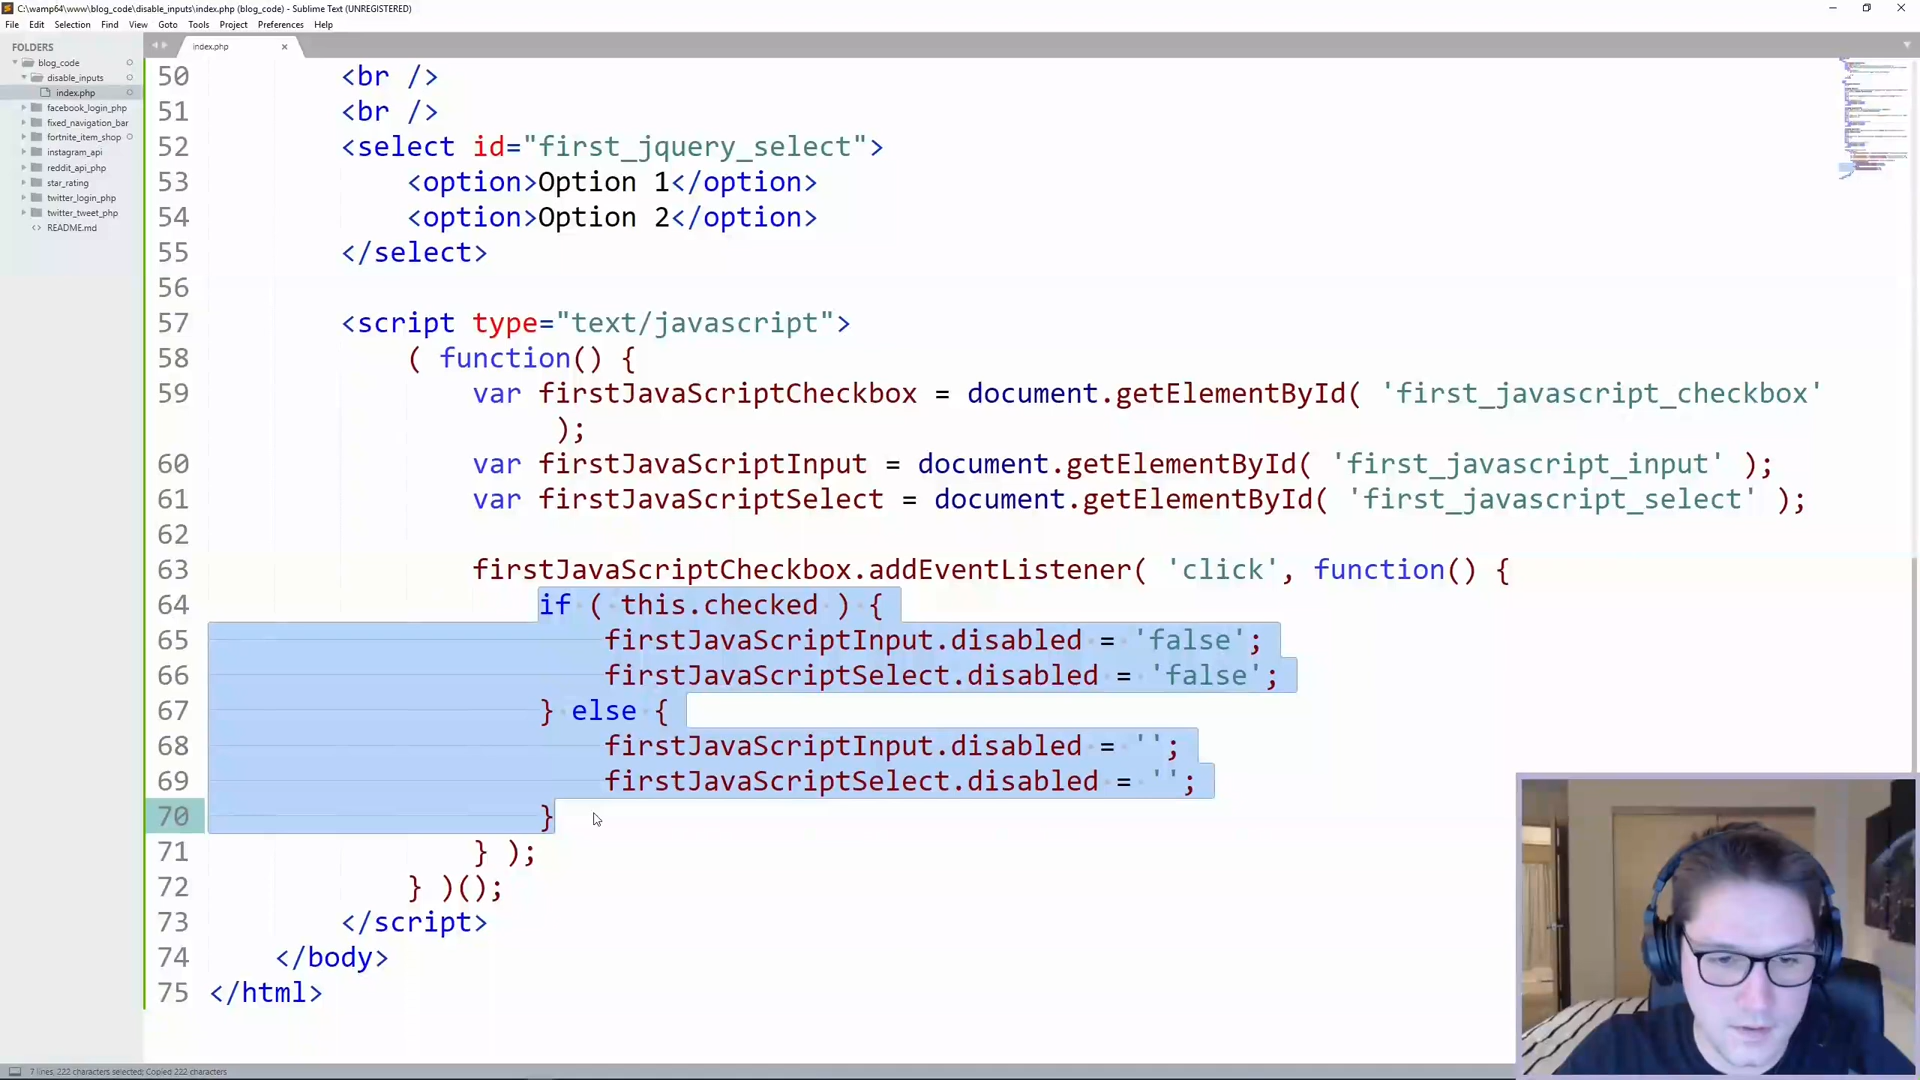 C:\wamp64\www\blog_code\disable_inputs\index.php (blog_code) - Sublime Text (UNREGISTERED)
File Edit Selection Find View Goto Tools Project Preferences Help
FOLDERS
blog_code
disable_inputs
index.php
facebook_login_php
fixed_navigation_bar
fortnite_item_shop
instagram_api
reddit_api_php
star_rating
twitter_login_php
twitter_tweet_php
README.md
index.php
50 <br />
51 <br />
52 <select id="first_jquery_select">
53 <option>Option 1</option>
54 <option>Option 2</option>
55 </select>
56
57 <script type="text/javascript">
58 ( function() {
59 var firstJavaScriptCheckbox = document.getElementById( 'first_javascript_checkbox'
);
60 var firstJavaScriptInput = document.getElementById( 'first_javascript_input' );
61 var firstJavaScriptSelect = document.getElementById( 'first_javascript_select' );
62
63 firstJavaScriptCheckbox.addEventListener( 'click', function() {
64 if ( this.checked ) {
65 firstJavaScriptInput.disabled = 'false';
66 firstJavaScriptSelect.disabled = 'false';
67 } else {
68 firstJavaScriptInput.disabled = '';
69 firstJavaScriptSelect.disabled = '';
70 }
71 } );
72 } )();
73 </script>
74 </body>
75 </html>
7 lines, 222 characters selected; Copied 222 characters